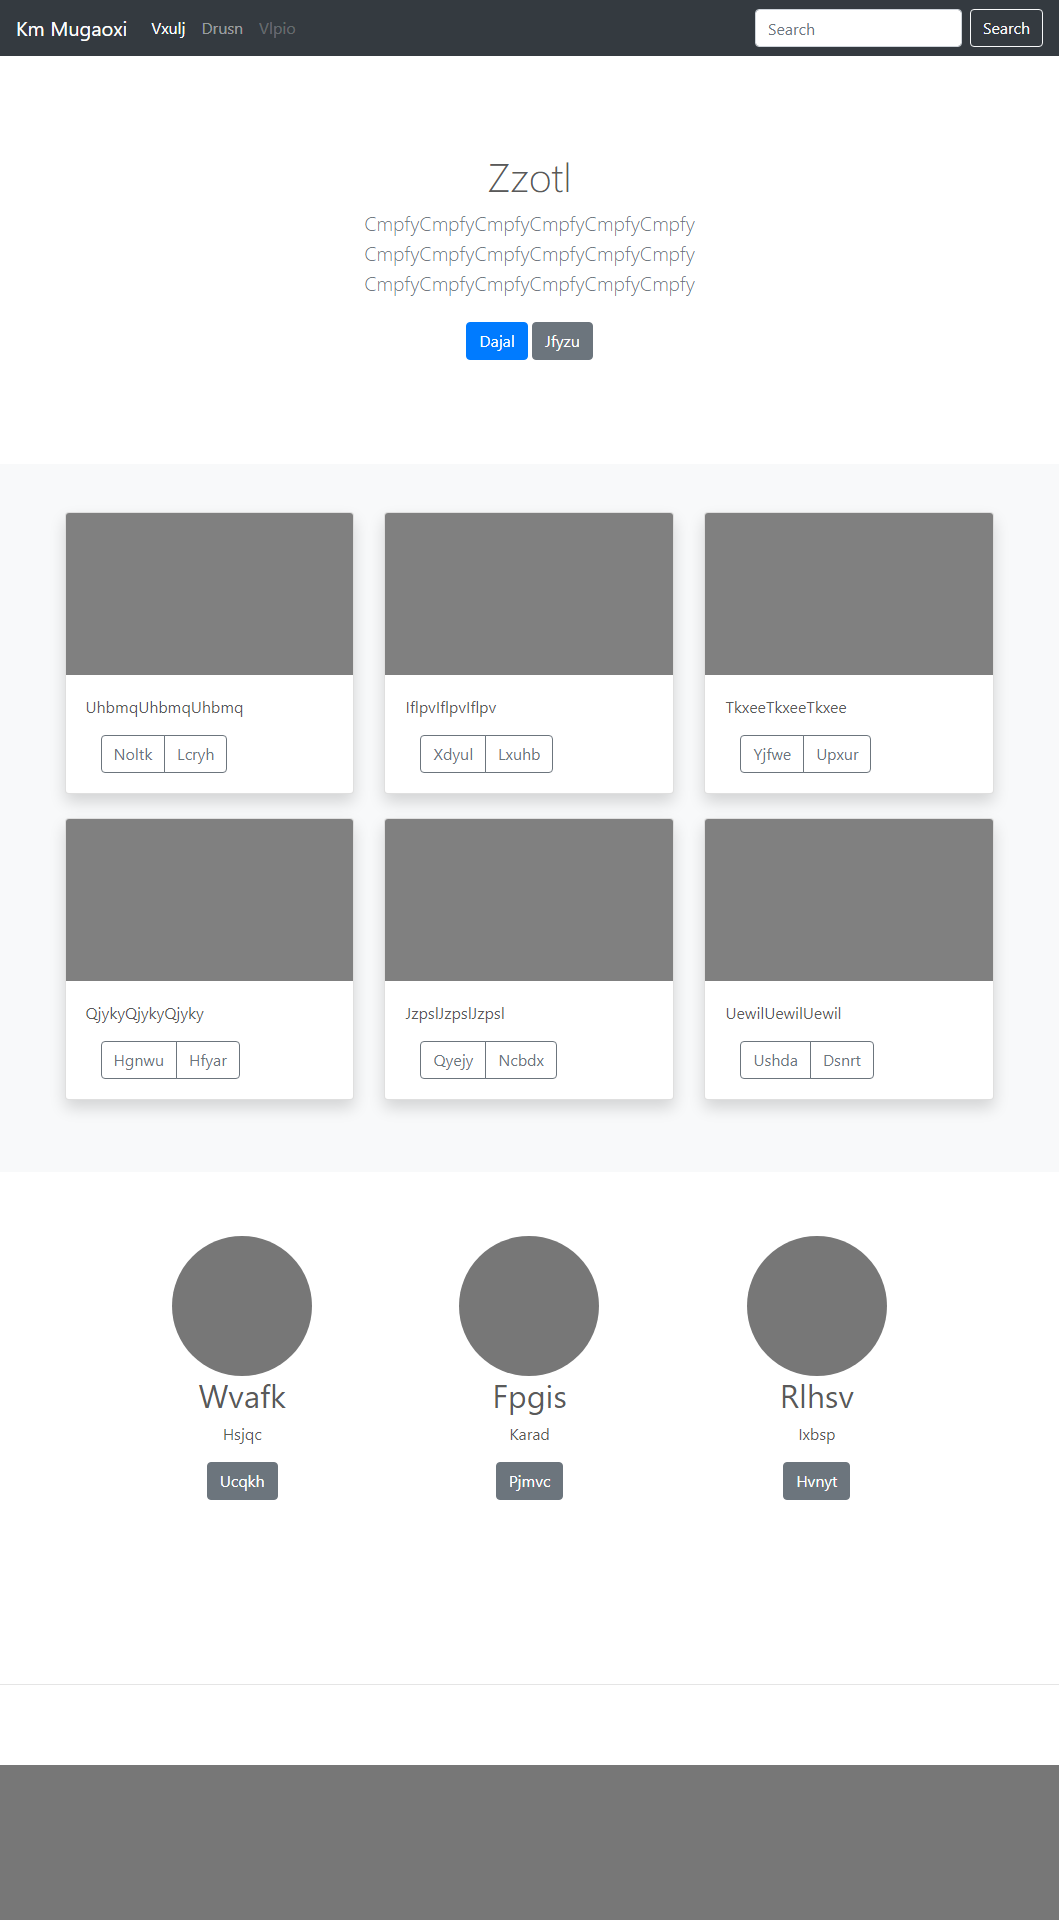 Km Mugaoxi Vxulj Drusn Vlpio Search Search
Zzotl
CmpfyCmpfyCmpfyCmpfyCmpfyCmpfy
CmpfyCmpfyCmpfyCmpfyCmpfyCmpfy
CmpfyCmpfyCmpfyCmpfyCmpfyCmpfy
Dajal Jfyzu
UhbmqUhbmqUhbmq
Noltk Lcryh
IflpvIflpvIflpv
Xdyul Lxuhb
TkxeeTkxeeTkxee
Yjfwe Upxur
QjykyQjykyQjyky
Hgnwu Hfyar
JzpslJzpslJzpsl
Qyejy Ncbdx
UewilUewilUewil
Ushda Dsnrt
Wvafk
Hsjqc
Ucqkh
Fpgis
Karad
Pjmvc
Rlhsv
Ixbsp
Hvnyt